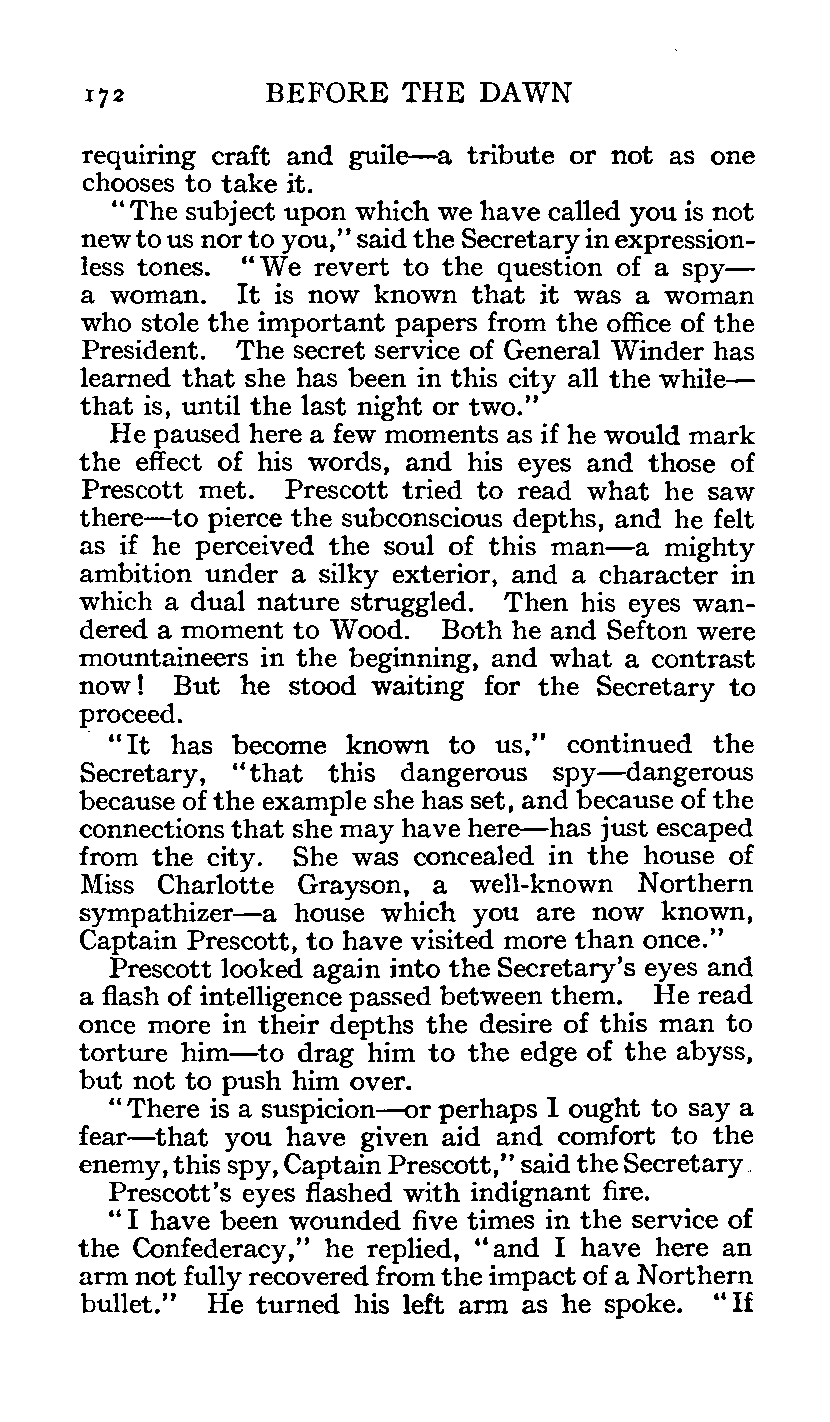 172 BEFORE THE DAWN
requiring craft and guile—a tribute or not as one
chooses to take it.
"The subject upon which we have called you is not
new to us nor to you," said the Secretary in expression-
less tones. "We revert to the question of a spy—
a woman. It is now known that it was a woman
who stole the important papers from the office of the
President. The secret service of General Winder has
learned that she has been in this city all the while—
that is, until the last night or two."
He paused here a few moments as if he would mark
the effect of his words, and his eyes and those of
Prescott met. Prescott tried to read what he saw
there—to pierce the subconscious depths, and he felt
as if he perceived the soul of this man—a mighty
ambition under a silky exterior, and a character in
which a dual nature struggled. Then his eyes wan-
dered a moment to Wood. Both he and Sefton were
mountaineers in the beginning, and what a contrast
now! But he stood waiting for the Secretary to
proceed.
"It has become known to us," continued the
Secretary, "that this dangerous spy—dangerous
because of the example she has set, and because of the
connections that she may have here—has just escaped
from the city. She was concealed in the house of
Miss Charlotte Grayson, a well-known Northern
sympathizer—a house which you are now known,
Captain Prescott, to have visited more than once."
Prescott looked again into the Secretary's eyes and
a flash of intelligence passed between them. He read
once more in their depths the desire of this man to
torture him—to drag him to the edge of the abyss,
but not to push him over.
"There is a suspicion—or perhaps I ought to say a
fear—that you have given aid and comfort to the
enemy, this spy, Captain Prescott," said the Secretary.
Prescott's eyes flashed with indignant fire.
"I have been wounded five times in the service of
the Confederacy," he replied, "and I have here an
arm not fully recovered from the impact of a Northern
bullet." He turned his left arm as he spoke. "If